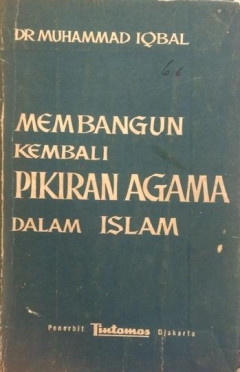 DR MUHAMMAD IQBAL
MEMBANGUN
KEMBALI
PIKIRAN AGAMA
DALAM ISLAM
Penerbit Tintamas Djakarta